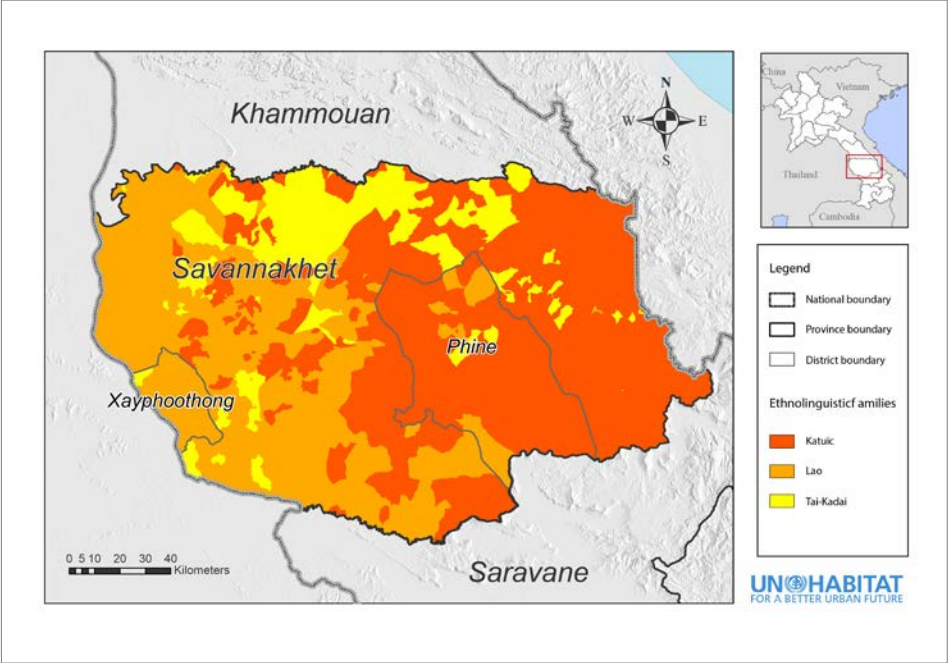 Khammouan
N
W E
S
Savannakhet
Phine
Xayphoothong
Saravane
0 5 10 20 30 40
Kilometers
China
Vietnam
Thailand
Cambodia
Legend
National boundary
Province boundary
District boundary
Ethnolinguisticf amilies
Katuic
Lao
Tai-Kadai
UN HABITAT
FOR A BETTER URBAN FUTURE